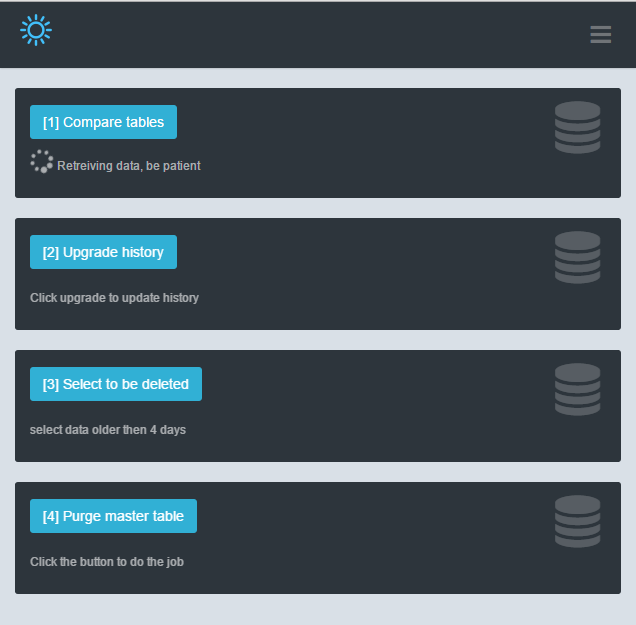 [1] Compare tables
Retreiving data, be patient
[2] Upgrade history
Click upgrade to update history
[3] Select to be deleted
select data older then 4 days
[4] Purge master table
Click the button to do the job